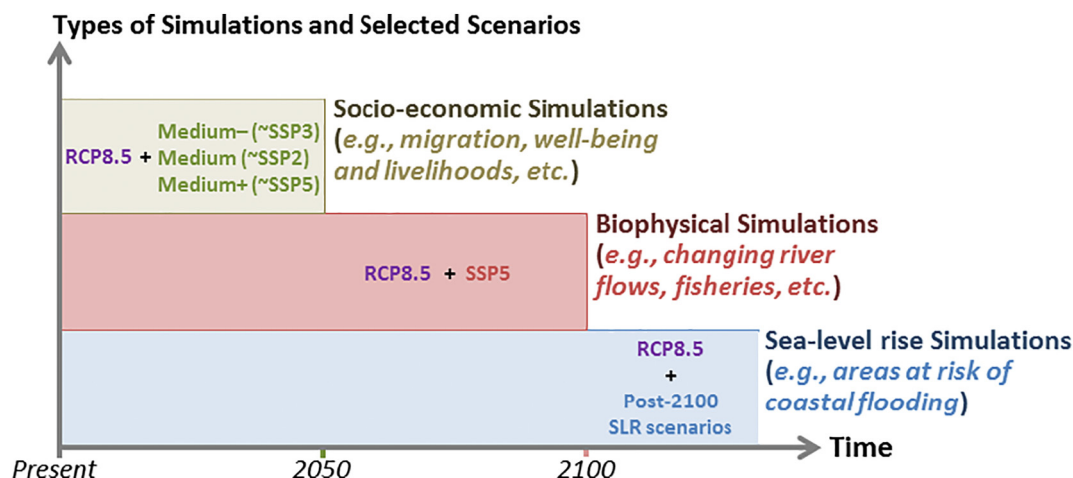 Types of Simulations and Selected Scenarios
Socio-economic Simulations
(e.g., migration, well-being
and livelihoods, etc.)
Medium– (~SSP3)
RCP8.5 + Medium (~SSP2)
Medium+ (~SSP5)
Biophysical Simulations
(e.g., changing river
flows, fisheries, etc.)
RCP8.5 + SSP5
Sea-level rise Simulations
(e.g., areas at risk of
coastal flooding)
RCP8.5
+
Post-2100
SLR scenarios
Time
Present 2050 2100